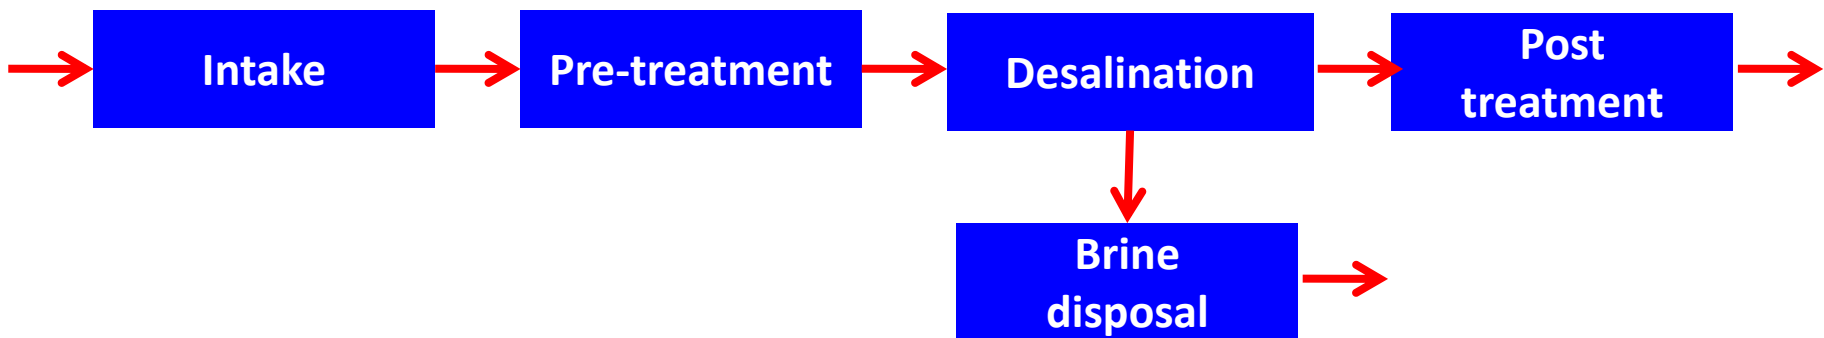 Intake
Pre-treatment
Desalination
Post
treatment
Brine
disposal